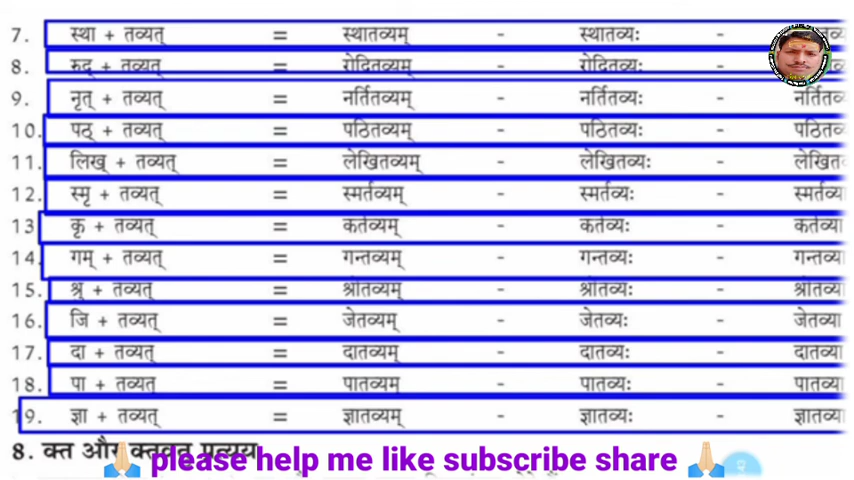 7. स्था + तव्यत् = स्थातव्यम् - स्थातव्यः -
8. रुद् + तव्यत् = रोदितव्यम् - रोदितव्यः -
9. नृत् + तव्यत् = नर्तितव्यम् - नर्तितव्यः - नर्तितव्
10. पठ् + तव्यत् = पठितव्यम् - पठितव्यः - पठितव्
11. लिख् + तव्यत् = लेखितव्यम् - लेखितव्यः - लेखित
12. स्मृ + तव्यत् = स्मर्तव्यम् - स्मर्तव्यः - स्मर्तव्या
13 कृ + तव्यत् = कर्तव्यम् - कर्तव्यः - कर्तव्या
14. गम् + तव्यत् = गन्तव्यम् - गन्तव्यः - गन्तव्या
15. श्रु + तव्यत् = श्रोतव्यम् - श्रोतव्यः - श्रोतव्या
16. जि + तव्यत् = जेतव्यम् - जेतव्यः - जेतव्या
17. दा + तव्यत् = दातव्यम् - दातव्यः - दातव्या
18. पा + तव्यत् = पातव्यम् - पातव्यः - पातव्या
19. ज्ञा + तव्यत् = ज्ञातव्यम् - ज्ञातव्यः - ज्ञातव्या
8. क्त और क्तवतु प्रत्यय
please help me like subscribe share